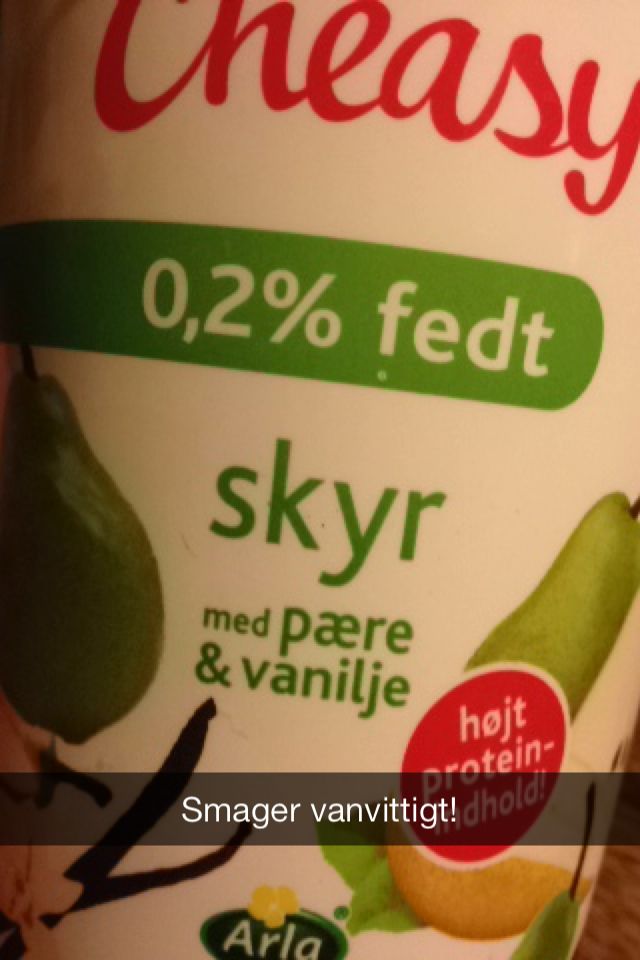 Cheasy
0,2% fedt
skyr
med pære
& vanilje
højt
protein-
indhold!
Smager vanvittigt!
Arla